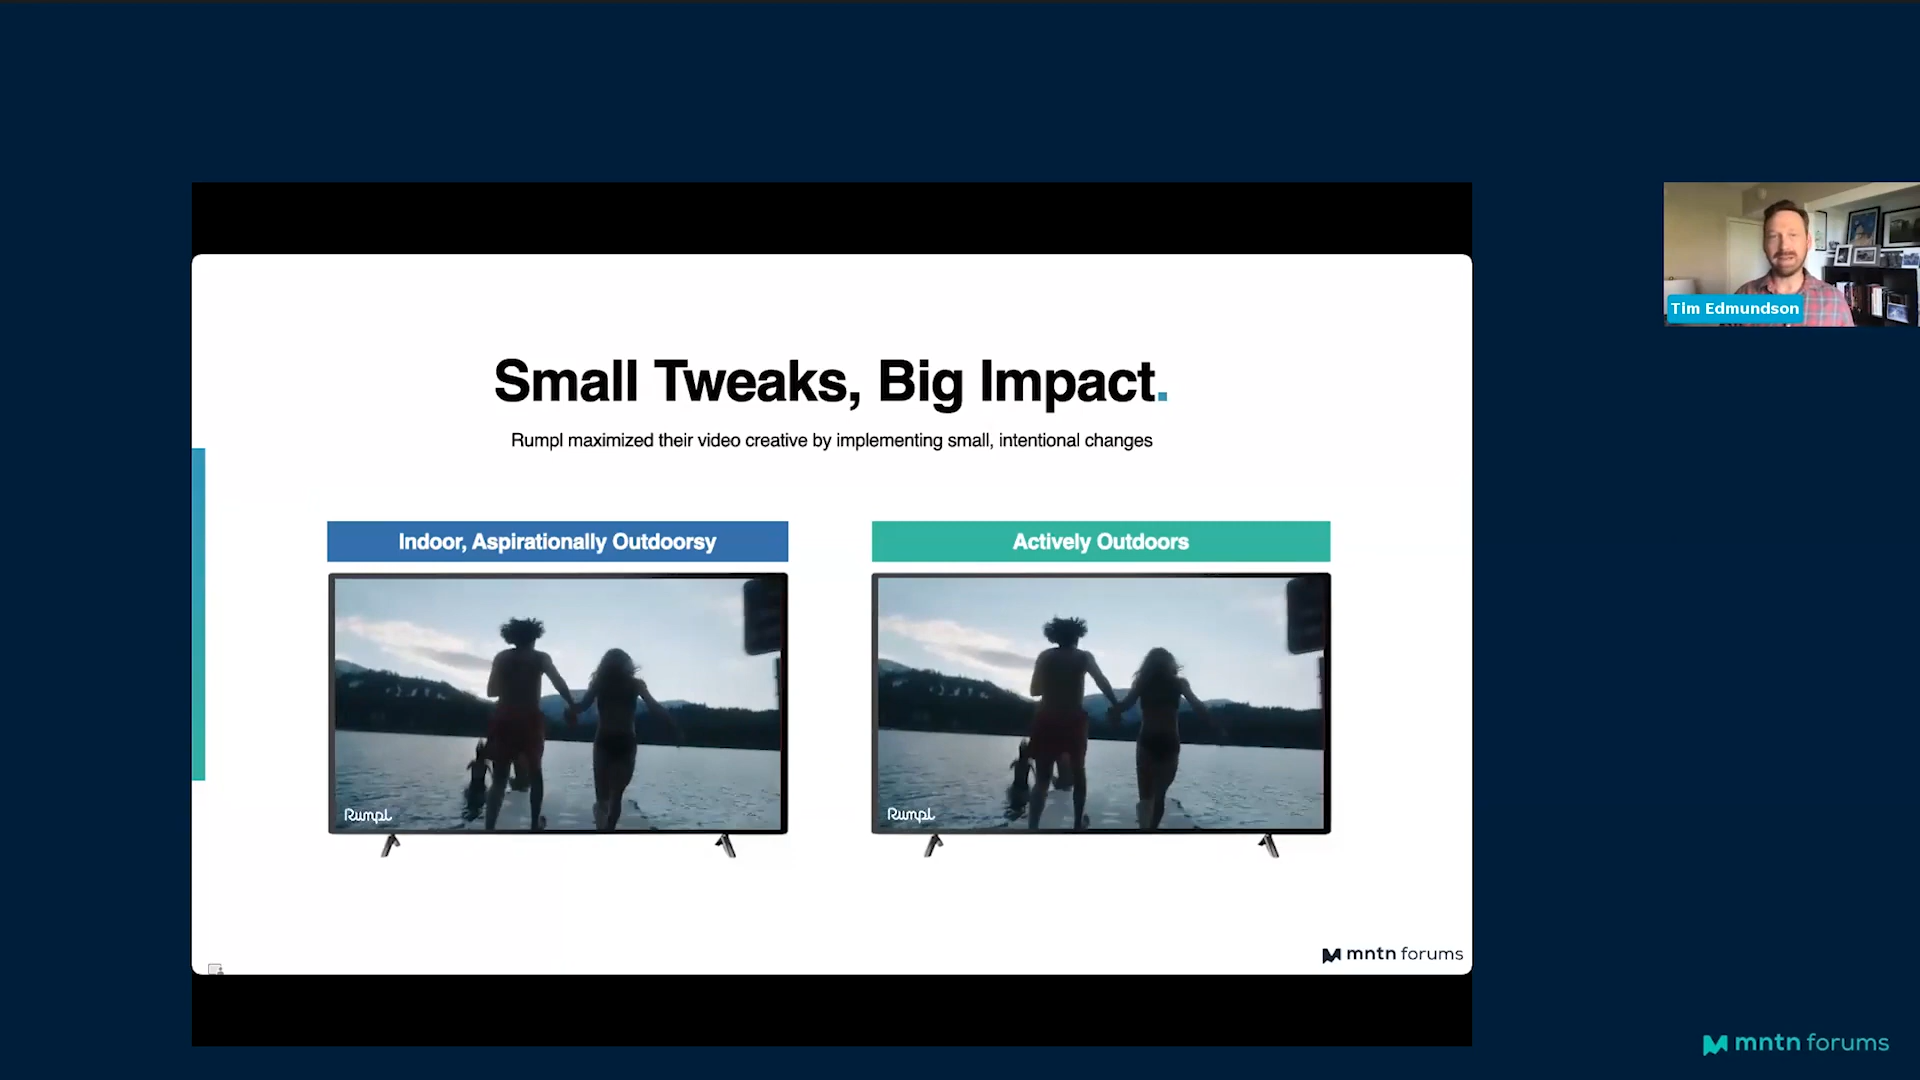 Small Tweaks, Big Impact.
Rumpl maximized their video creative by implementing small, intentional changes
Indoor, Aspirationally Outdoorsy
Actively Outdoors
Rumpl
Rumpl
mntn forums
Tim Edmundson
mntn forums